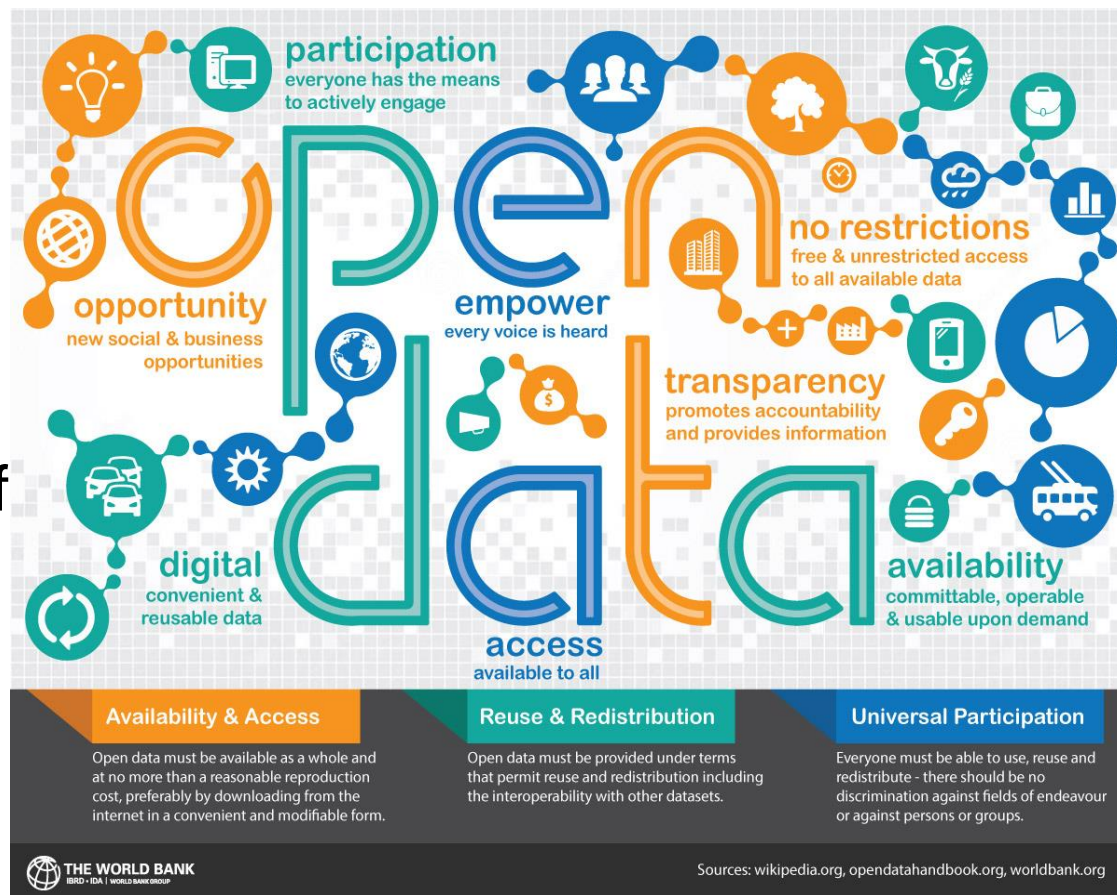 participation
everyone has the means
to actively engage
open
opportunity
new social & business
opportunities
empower
every voice is heard
no restrictions
free & unrestricted access
to all available data
transparency
promotes accountability
and provides information
$
f
data
digital
convenient &
reusable data
access
available to all
availability
committable, operable
& usable upon demand
Availability & Access
Open data must be available as a whole and
at no more than a reasonable reproduction
cost, preferably by downloading from the
internet in a convenient and modifiable form.
Reuse & Redistribution
Open data must be provided under terms
that permit reuse and redistribution including
the interoperability with other datasets.
Universal Participation
Everyone must be able to use, reuse and
redistribute - there should be no
discrimination against fields of endeavour
or against persons or groups.
THE WORLD BANK
IBRD • IDA | WORLD BANK GROUP
Sources: wikipedia.org, opendatahandbook.org, worldbank.org